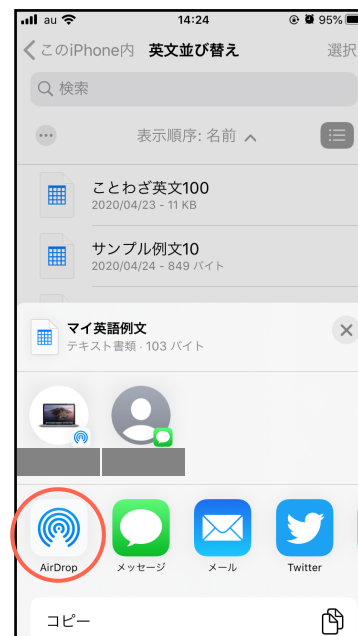 au 14:24 95%
このiPhone内 英文並び替え 選択
検索
表示順序: 名前
ことわざ英文100
2020/04/23 - 11 KB
サンプル例文10
2020/04/24 - 849 バイト
マイ英語例文
テキスト書類 · 103 バイト
AirDrop メッセージ メール Twitter
コピー